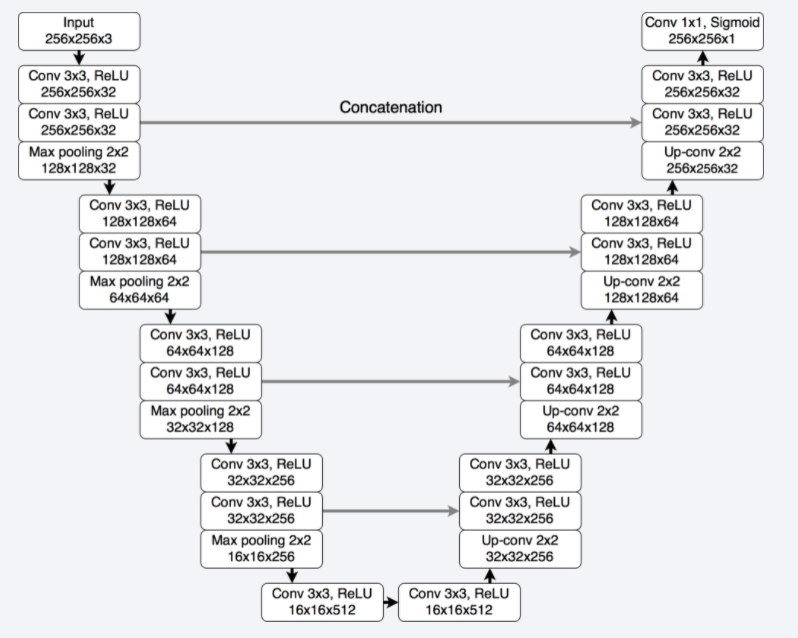 Input
256x256x3
Conv 3x3, ReLU
256x256x32
Conv 3x3, ReLU
256x256x32
Max pooling 2x2
128x128x32
Conv 3x3, ReLU
128x128x64
Conv 3x3, ReLU
128x128x64
Max pooling 2x2
64x64x64
Conv 3x3, ReLU
64x64x128
Conv 3x3, ReLU
64x64x128
Max pooling 2x2
32x32x128
Conv 3x3, ReLU
32x32x256
Conv 3x3, ReLU
32x32x256
Max pooling 2x2
16x16x256
Conv 3x3, ReLU
16x16x512
Concatenation
Conv 1x1, Sigmoid
256x256x1
Conv 3x3, ReLU
256x256x32
Conv 3x3, ReLU
256x256x32
Up-conv 2x2
256x256x32
Conv 3x3, ReLU
128x128x64
Conv 3x3, ReLU
128x128x64
Up-conv 2x2
128x128x64
Conv 3x3, ReLU
64x64x128
Conv 3x3, ReLU
64x64x128
Up-conv 2x2
64x64x128
Conv 3x3, ReLU
32x32x256
Conv 3x3, ReLU
32x32x256
Up-conv 2x2
32x32x256
Conv 3x3, ReLU
16x16x512